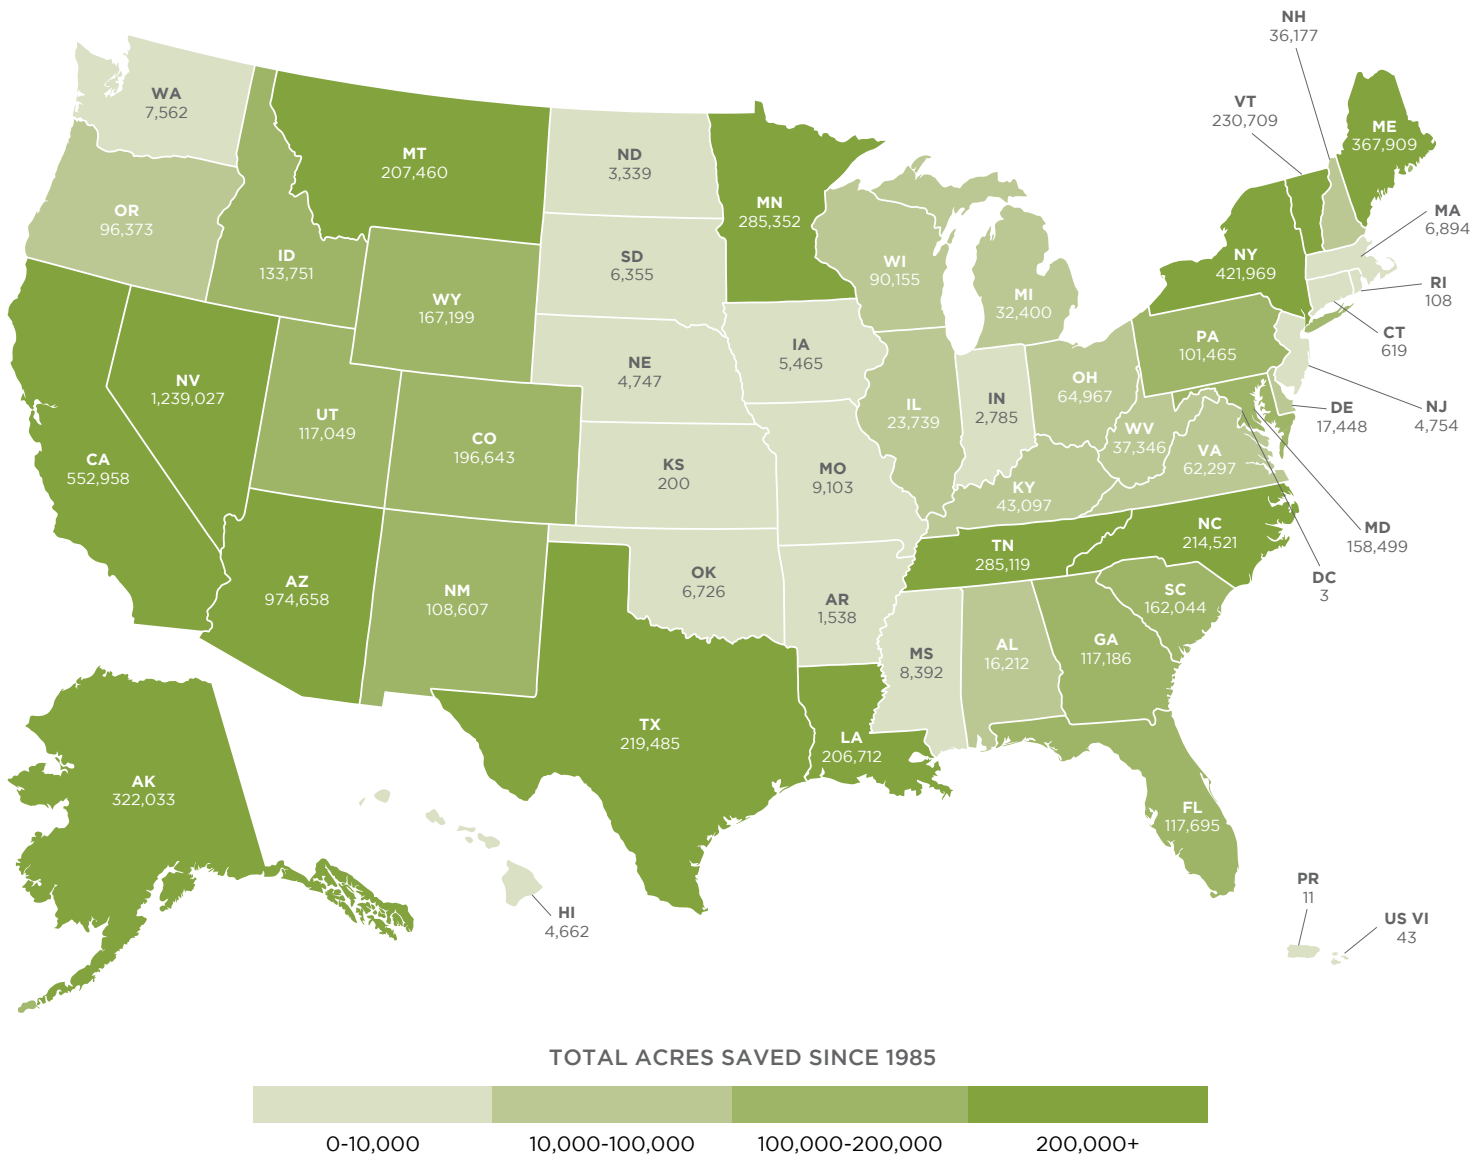 NH
36,177
VT
230,709
ME
367,909
WA
7,562
MT
207,460
ND
3,339
MN
285,352
OR
96,373
ID
133,751
SD
6,355
WI
90,155
MI
32,400
NY
421,969
MA
6,894
RI
108
CT
619
WY
167,199
NE
4,747
IA
5,465
PA
101,465
NV
1,239,027
UT
117,049
CO
196,643
IL
23,739
IN
2,785
OH
64,967
DE
17,448
NJ
4,754
WV
37,346
VA
62,297
CA
552,958
KS
200
MO
9,103
KY
43,097
MD
158,499
AZ
974,658
NM
108,607
OK
6,726
AR
1,538
TN
285,119
NC
214,521
DC
3
SC
162,044
MS
8,392
AL
16,212
GA
117,186
TX
219,485
LA
206,712
FL
117,695
AK
322,033
HI
4,662
PR
11
US VI
43
TOTAL ACRES SAVED SINCE 1985
0-10,000
10,000-100,000
100,000-200,000
200,000+